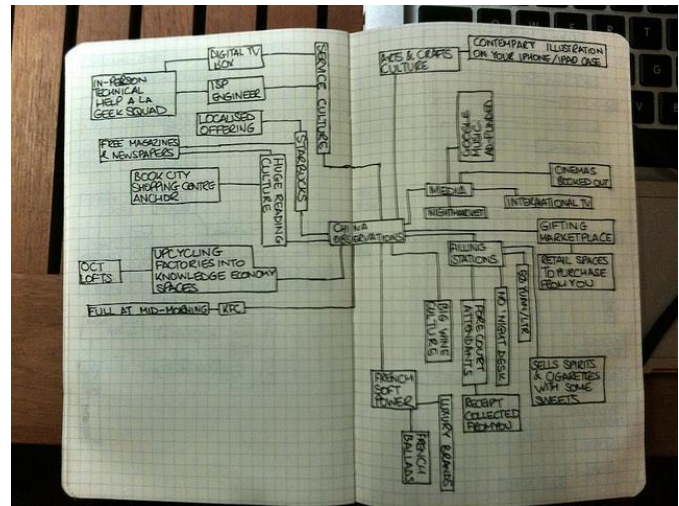 DIGITAL TV
IN-PERSON
TECHNICAL
HELP A LA
GEEK SQUAD
ISP
ENGINEER
SERVICE CULTURE
LOCALISED
OFFERING
STARBUCKS
FREE MAGAZINES
& NEWSPAPERS
HUGE READING
CULTURE
BOOK CITY
SHOPPING CENTRE
ANCHOR
OCT
LOFTS
UPCYCLING
FACTORIES INTO
KNOWLEDGE ECONOMY
SPACES
FULL AT MID-MORNING
KFC
CHINA
OBSERVATIONS
ARTS & CRAFTS
CULTURE
CONTEMPARY ILLUSTRATION
ON YOUR IPHONE/IPAD CASE
GOOGLE
MUSIC
AD-FUNDED
MEDIA
CINEMAS
BOOKED OUT
INTERNATIONAL TV
NIGHTMARKET
GIFTING
MARKETPLACE
FILLING
STATIONS
RETAIL SPACES
TO PURCHASE
FROM YOU
YUAN/LTR
NO NIGHT DESK
FORECOURT
ATTENDANTS
BIG WINE
CULTURE
SELLS SPIRITS
& CIGARETTES
WITH SOME
SWEETS
FRENCH
SOFT
POWER
RECEIPT
COLLECTED
FROM YOU
LUXURY BRANDS
FRENCH
BALLADS